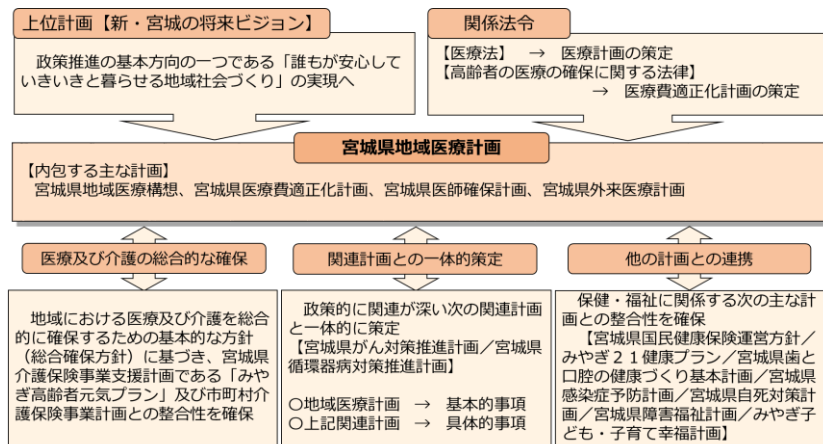 上位計画【新・宮城の将来ビジョン】
政策推進の基本方向の一つである「誰もが安心して
いきいきと暮らせる地域社会づくり」の実現へ
関係法令
【医療法】 → 医療計画の策定
【高齢者の医療の確保に関する法律】
→ 医療費適正化計画の策定
宮城県地域医療計画
【内包する主な計画】
宮城県地域医療構想、宮城県医療費適正化計画、宮城県医師確保計画、宮城県外来医療計画
医療及び介護の総合的な確保
地域における医療及び介護を総合
的に確保するための基本的な方針
（総合確保方針）に基づき、宮城県
介護保険事業支援計画である「みや
ぎ高齢者元気プラン」及び市町村介
護保険事業計画との整合性を確保
関連計画との一体的策定
政策的に関連が深い次の関連計画
と一体的に策定
【宮城県がん対策推進計画／宮城県
循環器病対策推進計画】
〇地域医療計画 → 基本的事項
〇上記関連計画 → 具体的事項
他の計画との連携
保健・福祉に関係する次の主な計
画との整合性を確保
【宮城県国民健康保険運営方針／
みやぎ２１健康プラン／宮城県歯と
口腔の健康づくり基本計画／宮城県
感染症予防計画／宮城県自死対策計
画／宮城県障害福祉計画／みやぎ子
ども・子育て幸福計画】